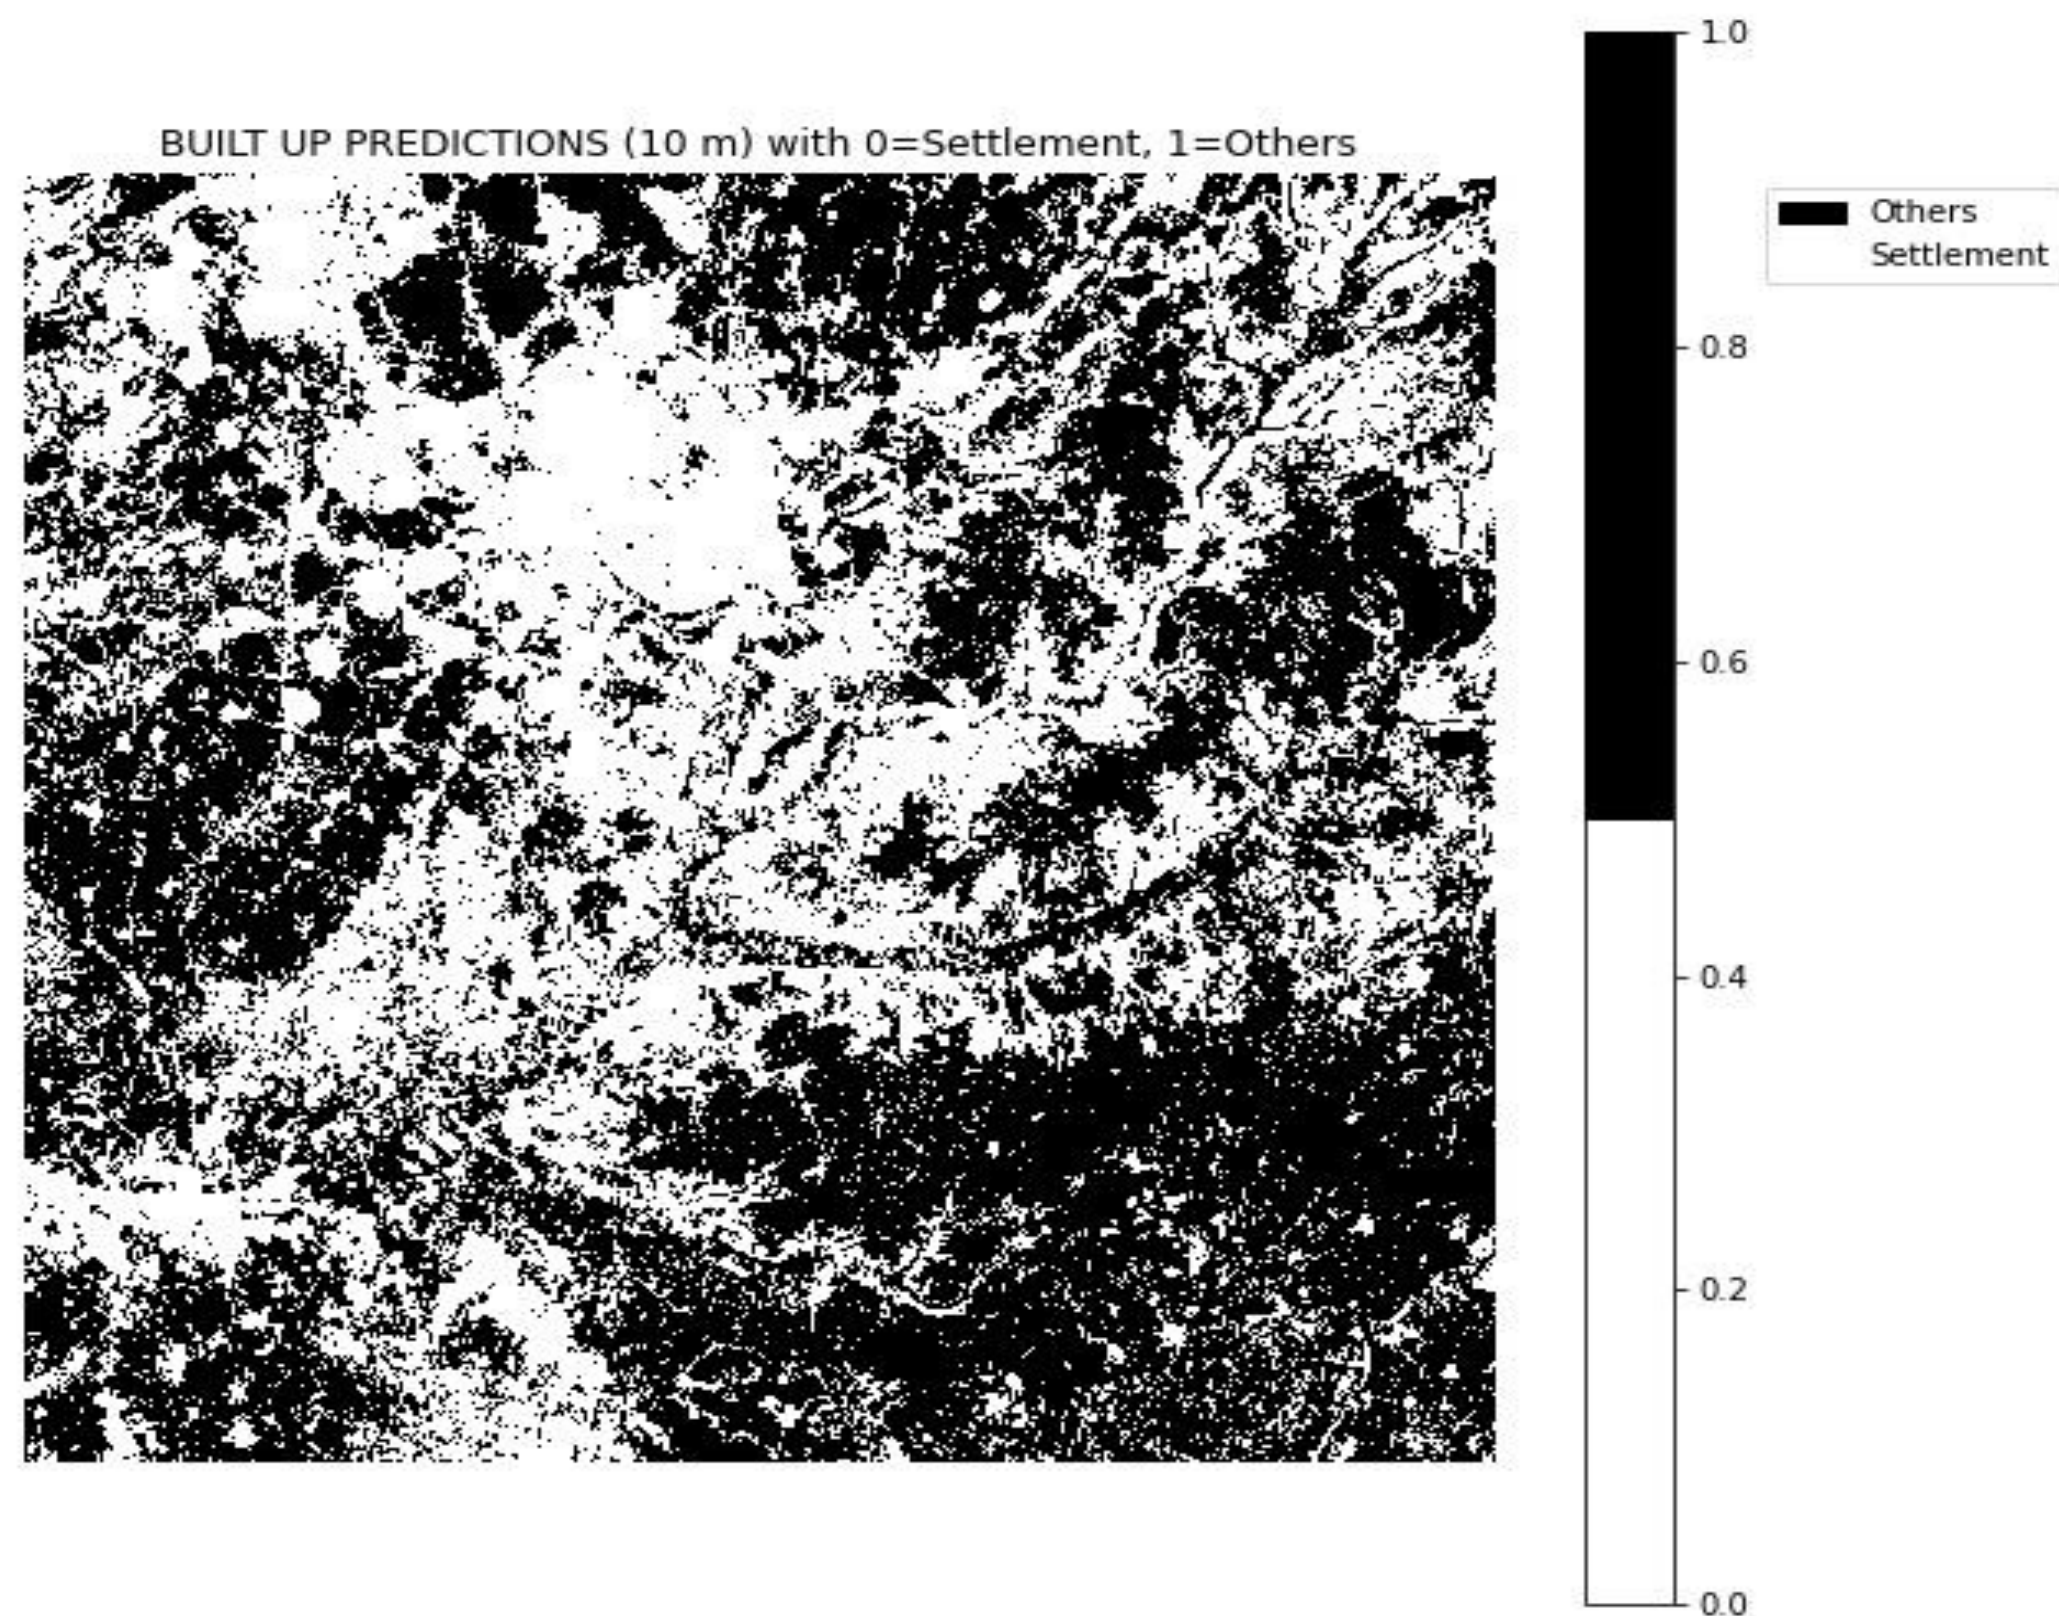 BUILT UP PREDICTIONS (10 m) with 0=Settlement, 1=Others
1.0
Others
Settlement
0.8
0.6
0.4
0.2
0.0